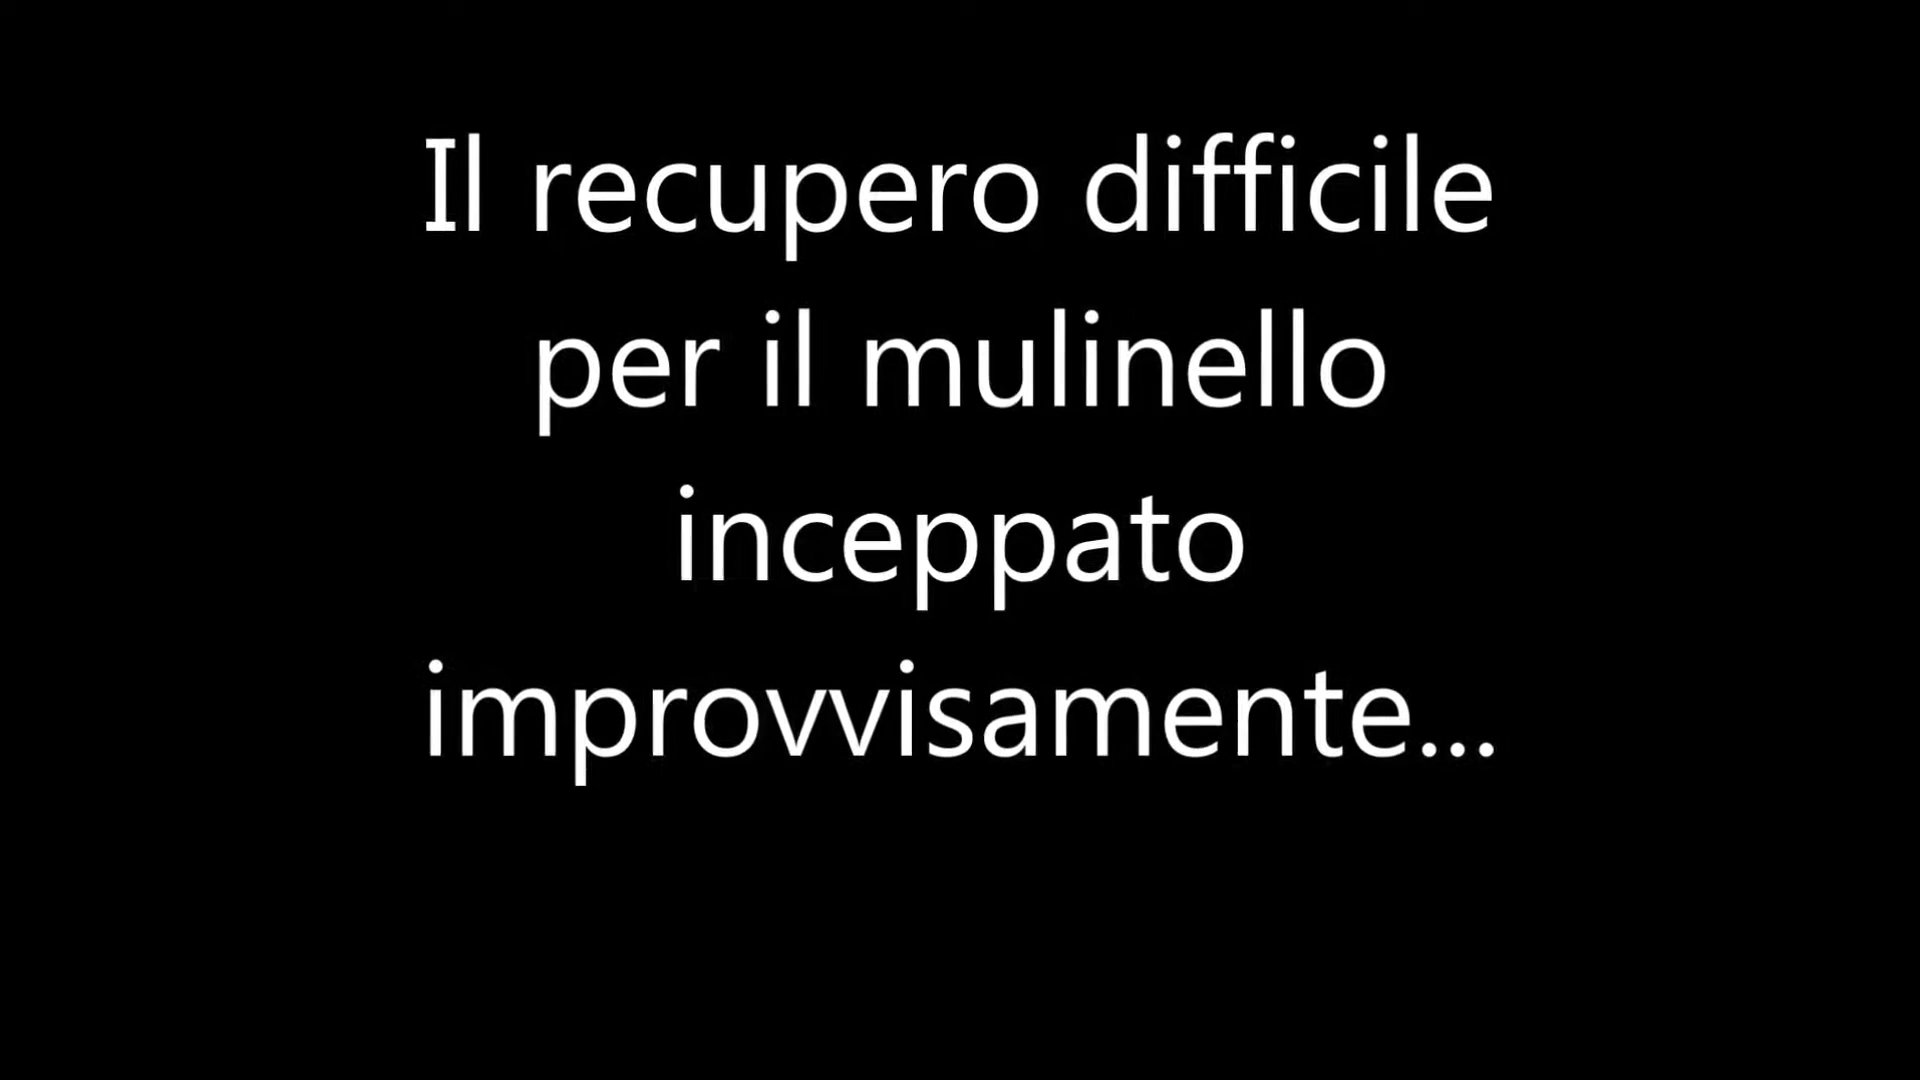 Il recupero difficile
per il mulinello
inceppato
improvvisamente...